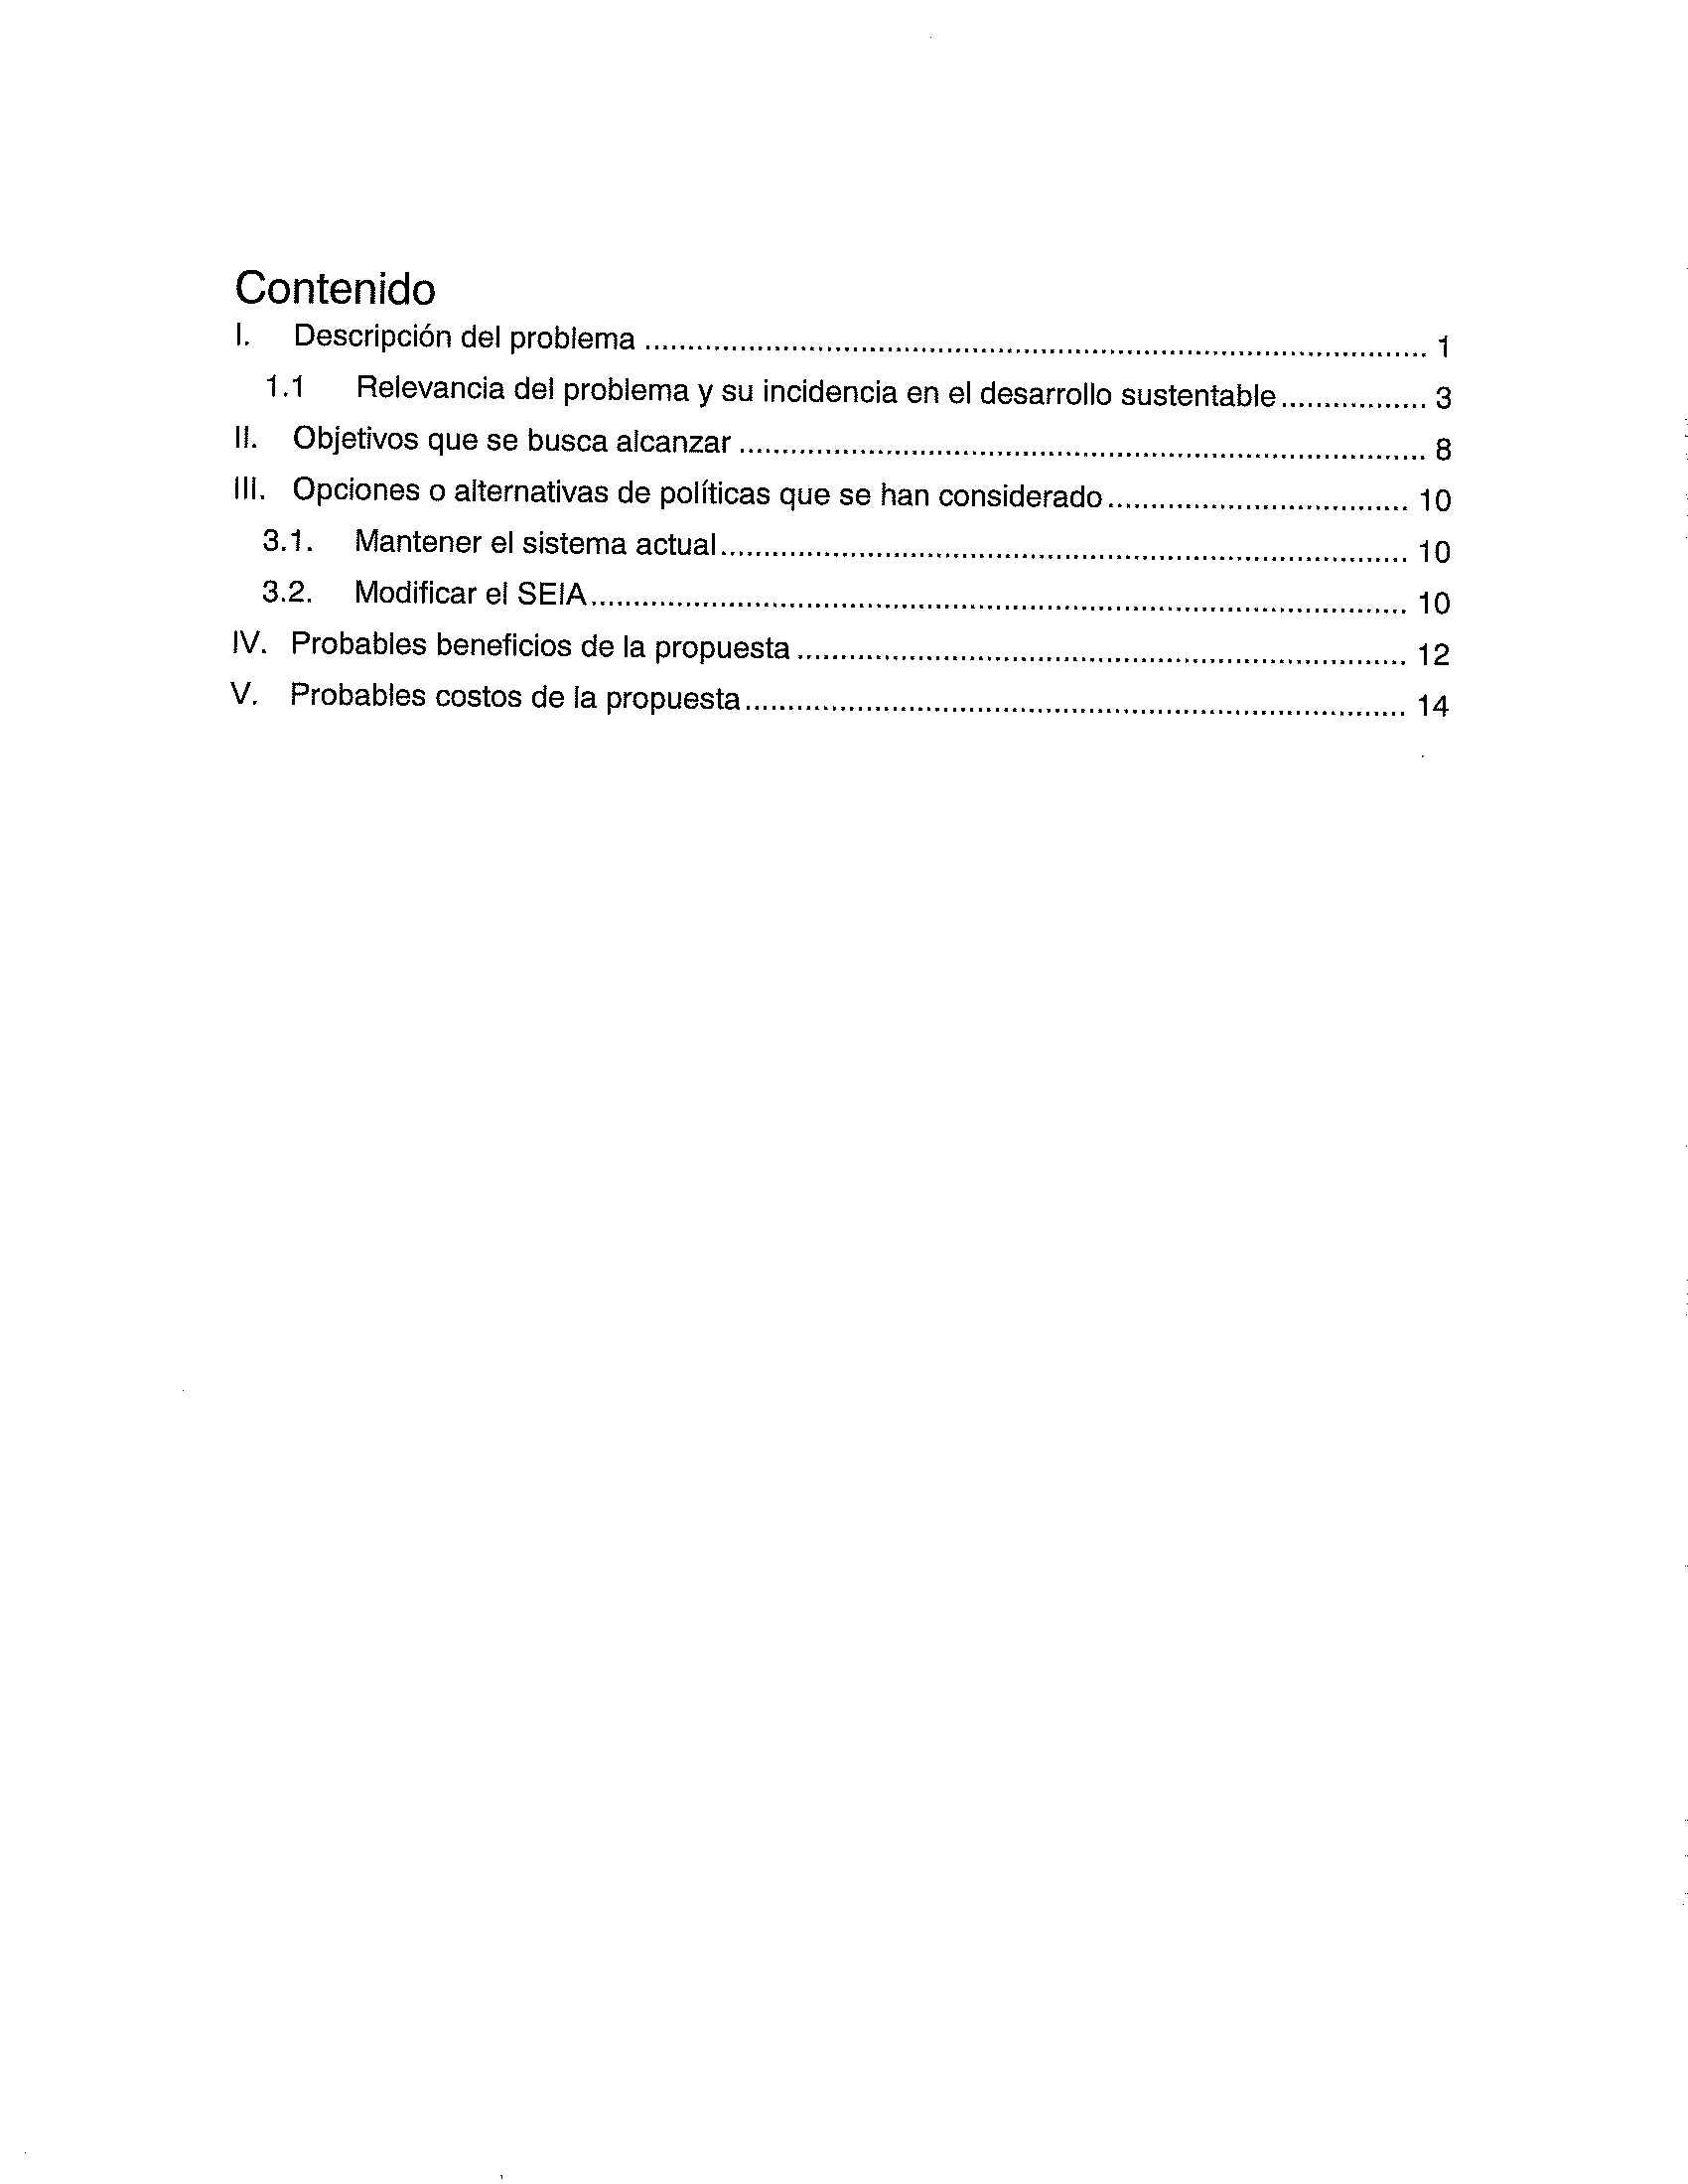 Contenido
I. Descripción del problema ........................................ 1
1.1 Relevancia del problema y su incidencia en el desarrollo sustentable ................. 3
II. Objetivos que se busca alcanzar ........................................ 8
III. Opciones o alternativas de políticas que se han considerado ................................... 10
3.1. Mantener el sistema actual ........................................ 10
3.2. Modificar el SEIA ........................................ 10
IV. Probables beneficios de la propuesta ........................................ 12
V. Probables costos de la propuesta ........................................ 14